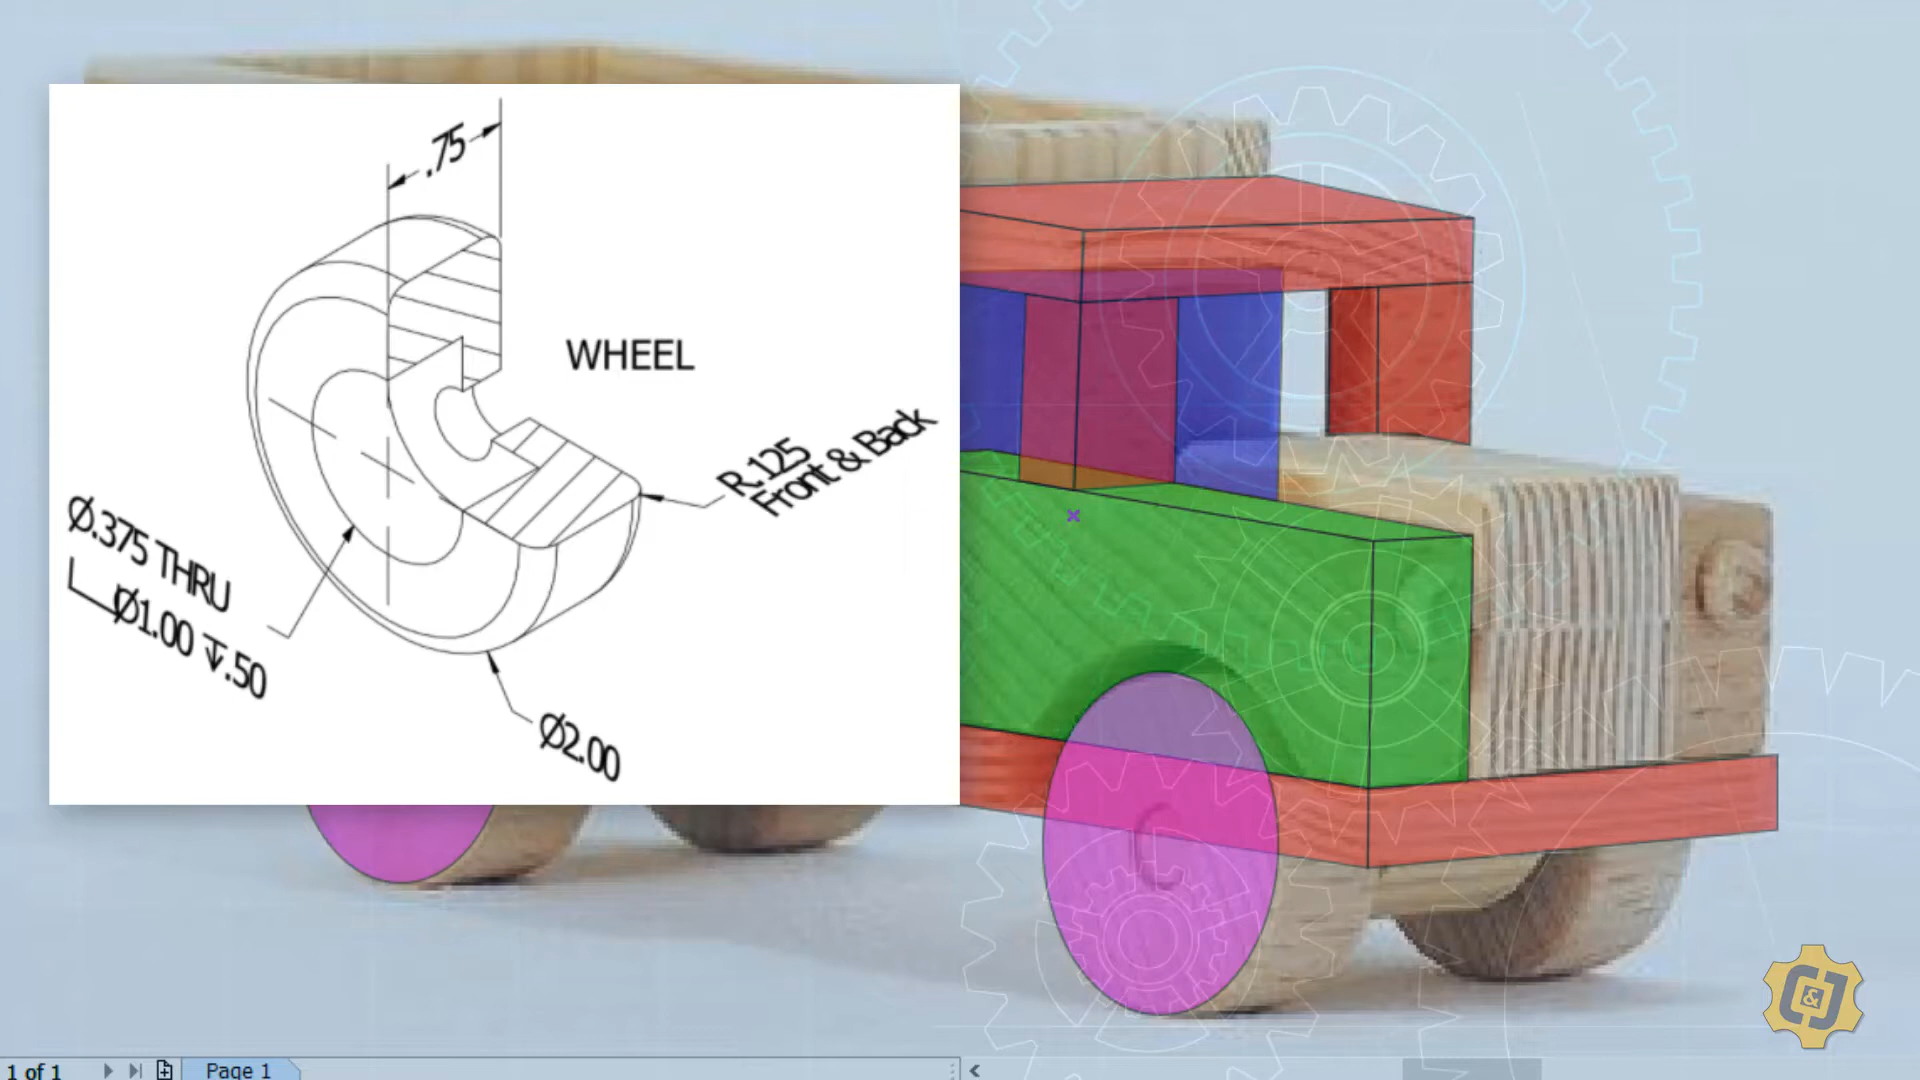 .75
WHEEL
R.125
Front & Back
Ø.375 THRU
Ø1.00 ↧.50
Ø2.00
C&J
1 of 1
Page 1